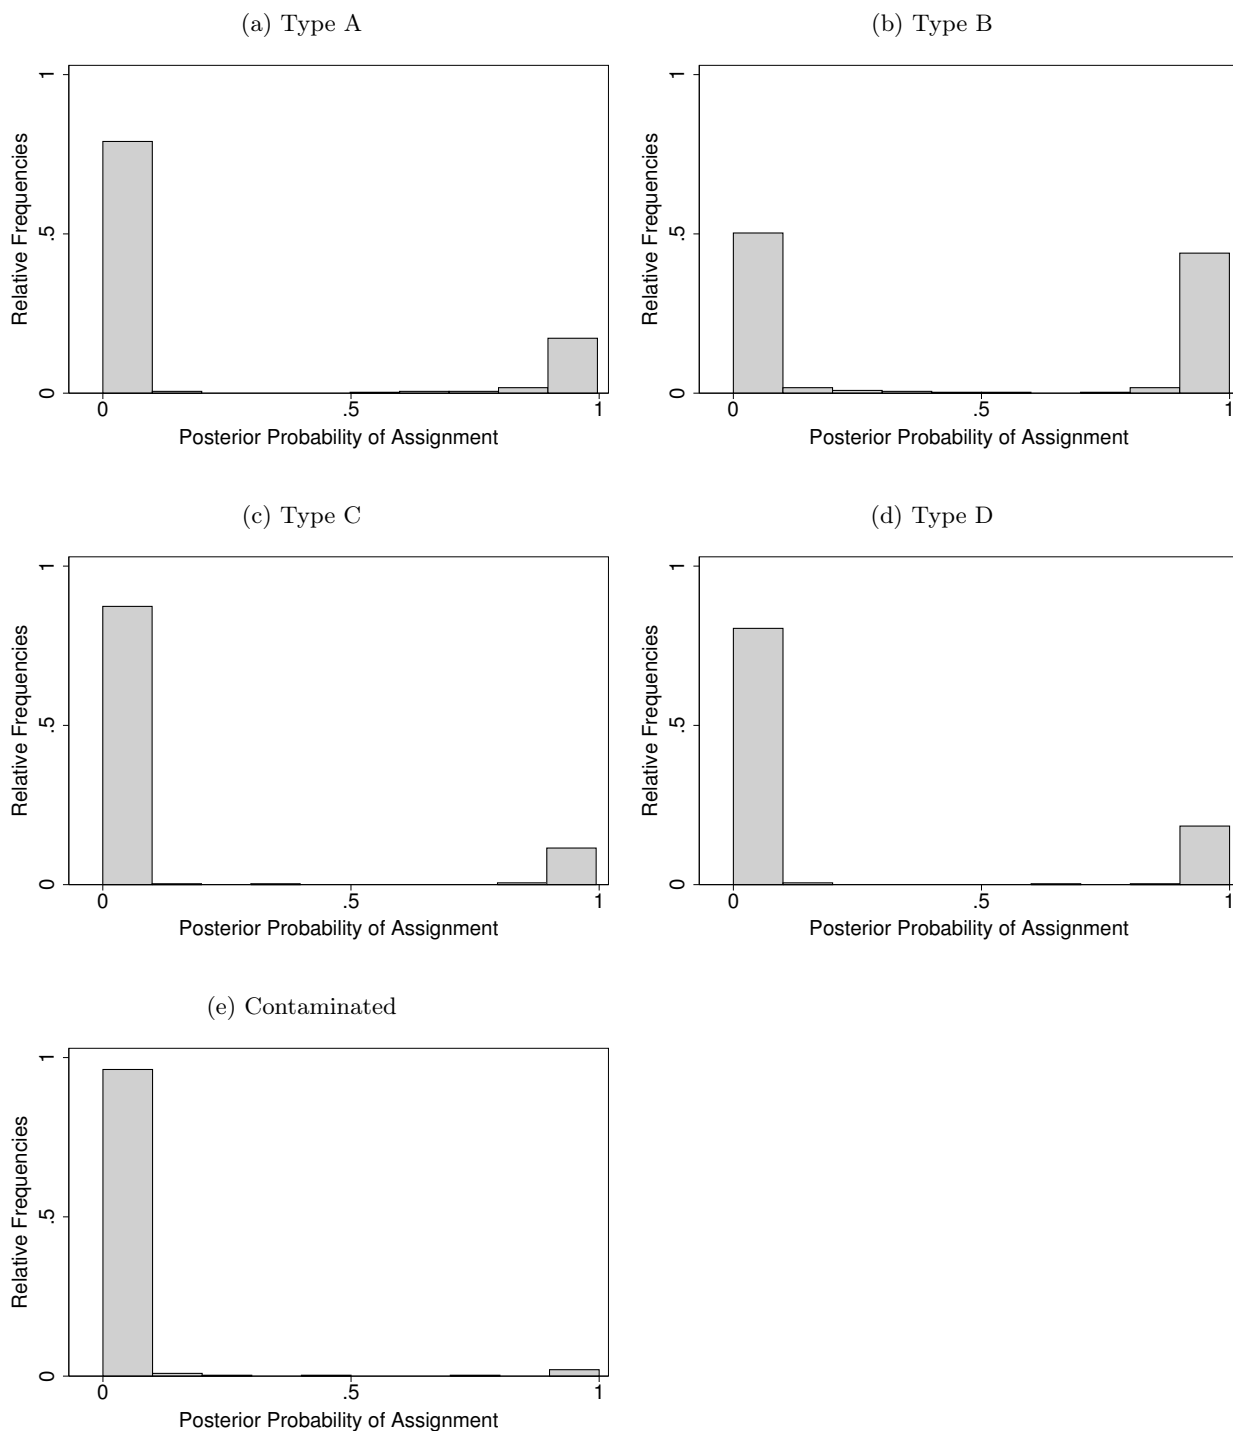 (a) Type A
1
.5
0
Relative Frequencies
0 .5 1
Posterior Probability of Assignment
(b) Type B
1
.5
0
Relative Frequencies
0 .5 1
Posterior Probability of Assignment
(c) Type C
1
.5
0
Relative Frequencies
0 .5 1
Posterior Probability of Assignment
(d) Type D
1
.5
0
Relative Frequencies
0 .5 1
Posterior Probability of Assignment
(e) Contaminated
1
.5
0
Relative Frequencies
0 .5 1
Posterior Probability of Assignment